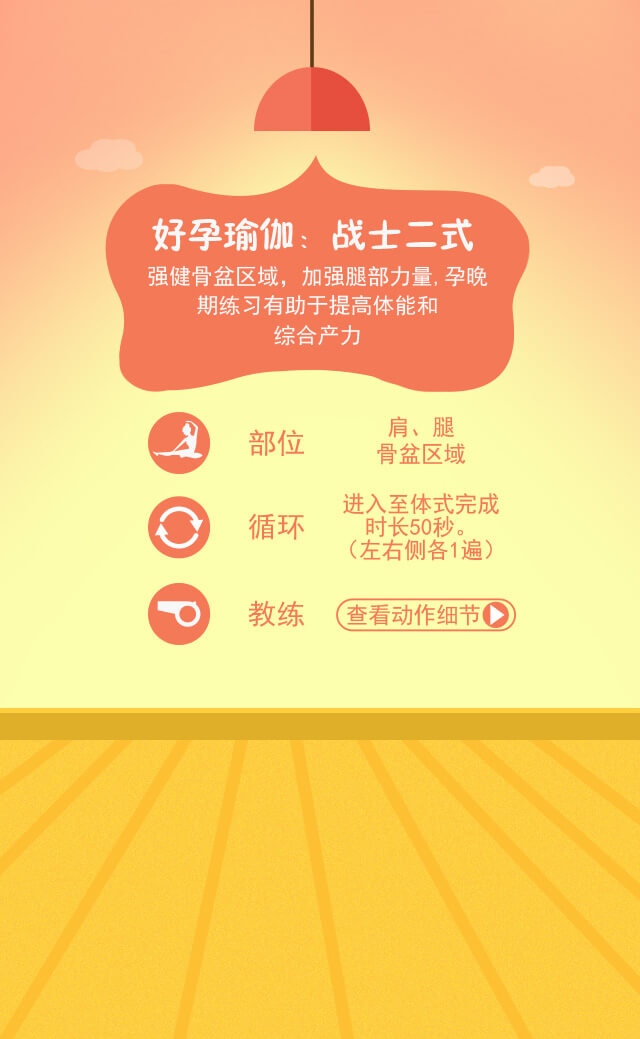 好孕瑜伽：战士二式
强健骨盆区域，加强腿部力量,孕晚
期练习有助于提高体能和
综合产力
部位
肩、腿
骨盆区域
循环
进入至体式完成
时长50秒。
（左右侧各1遍）
教练
查看动作细节